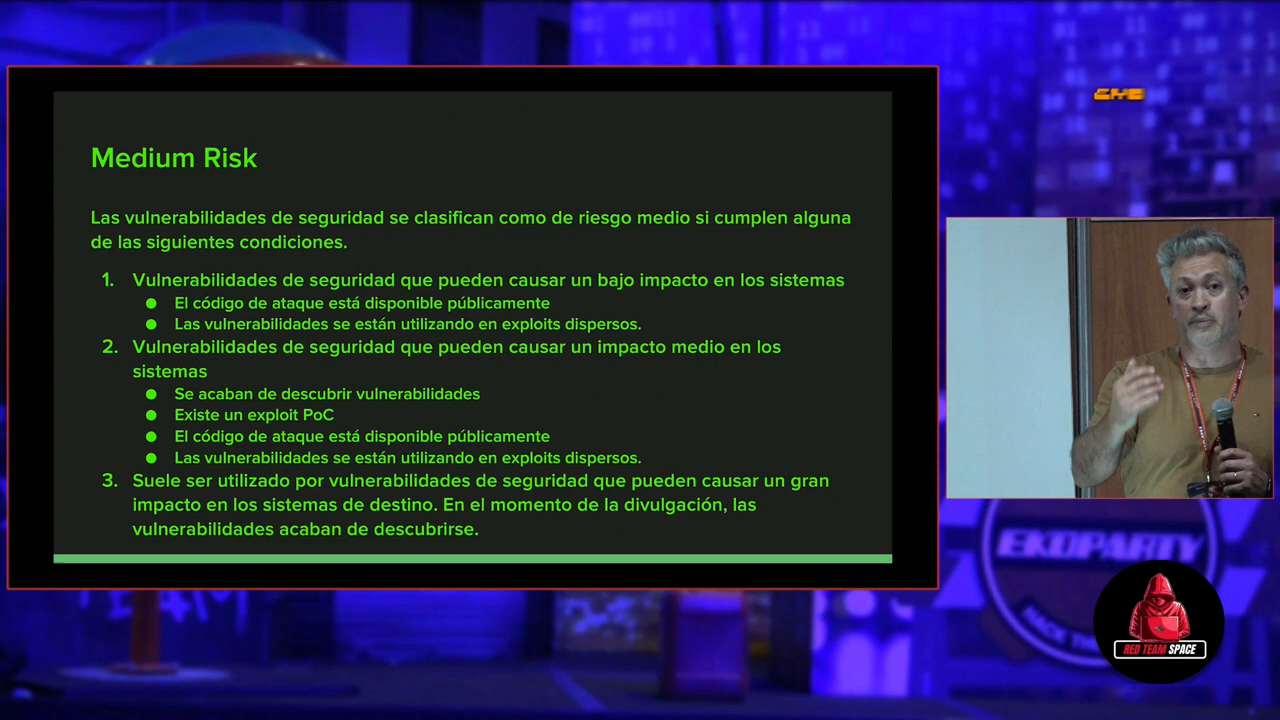 Medium Risk
Las vulnerabilidades de seguridad se clasifican como de riesgo medio si cumplen alguna
de las siguientes condiciones.
1. Vulnerabilidades de seguridad que pueden causar un bajo impacto en los sistemas
● El código de ataque está disponible públicamente
● Las vulnerabilidades se están utilizando en exploits dispersos.
2. Vulnerabilidades de seguridad que pueden causar un impacto medio en los
sistemas
● Se acaban de descubrir vulnerabilidades
● Existe un exploit PoC
● El código de ataque está disponible públicamente
● Las vulnerabilidades se están utilizando en exploits dispersos.
3. Suele ser utilizado por vulnerabilidades de seguridad que pueden causar un gran
impacto en los sistemas de destino. En el momento de la divulgación, las
vulnerabilidades acaban de descubrirse.
EKOPARTY
RED TEAM SPACE